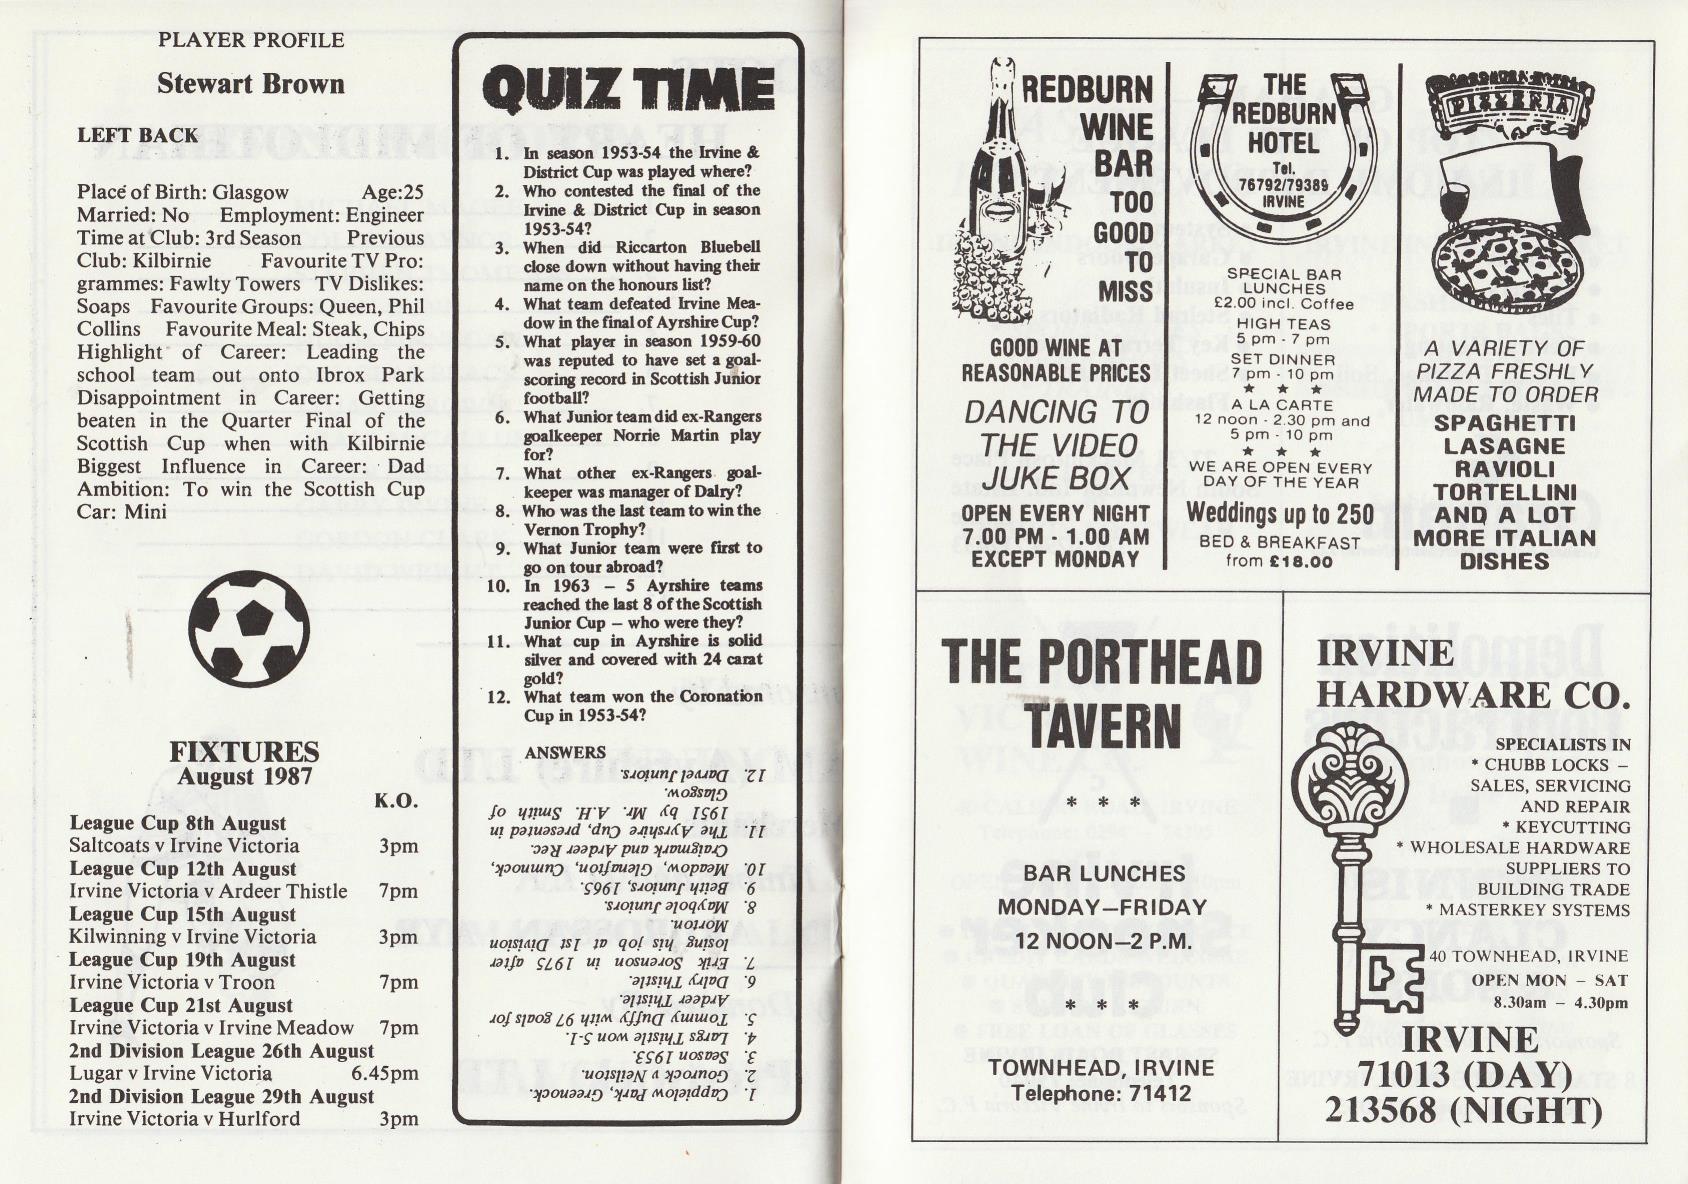 PLAYER PROFILE
Stewart Brown
LEFT BACK
Place of Birth: Glasgow Age:25
Married: No Employment: Engineer
Time at Club: 3rd Season Previous
Club: Kilbirnie Favourite TV Pro:
grammes: Fawlty Towers TV Dislikes:
Soaps Favourite Groups: Queen, Phil
Collins Favourite Meal: Steak, Chips
Highlight of Career: Leading the
school team out onto Ibrox Park
Disappointment in Career: Getting
beaten in the Quarter Final of the
Scottish Cup when with Kilbirnie
Biggest Influence in Career: Dad
Ambition: To win the Scottish Cup
Car: Mini
FIXTURES
August 1987
K.O.
League Cup 8th August
Saltcoats v Irvine Victoria 3pm
League Cup 12th August
Irvine Victoria v Ardeer Thistle 7pm
League Cup 15th August
Kilwinning v Irvine Victoria 3pm
League Cup 19th August
Irvine Victoria v Troon 7pm
League Cup 21st August
Irvine Victoria v Irvine Meadow 7pm
2nd Division League 26th August
Lugar v Irvine Victoria 6.45pm
2nd Division League 29th August
Irvine Victoria v Hurlford 3pm
QUIZ TIME
1. In season 1953-54 the Irvine &
District Cup was played where?
2. Who contested the final of the
Irvine & District Cup in season
1953-54?
3. When did Riccarton Bluebell
close down without having their
name on the honours list?
4. What team defeated Irvine Mea-
dow in the final of Ayrshire Cup?
5. What player in season 1959-60
was reputed to have set a goal-
scoring record in Scottish Junior
football?
6. What Junior team did ex-Rangers
goalkeeper Norrie Martin play
for?
7. What other ex-Rangers goal-
keeper was manager of Dalry?
8. Who was the last team to win the
Vernon Trophy?
9. What Junior team were first to
go on tour abroad?
10. In 1963 – 5 Ayrshire teams
reached the last 8 of the Scottish
Junior Cup – who were they?
11. What cup in Ayrshire is solid
silver and covered with 24 carat
gold?
12. What team won the Coronation
Cup in 1953-54?
ANSWERS
1. Cappielow Park, Greenock.
2. Gourock v Neilston.
3. Season 1953.
4. Largs Thistle won 5-1.
5. Tommy Duffy with 97 goals for
Ardeer Thistle.
6. Dalry Thistle.
7. Erik Sorenson in 1975 after
losing his job at 1st Division
Morton.
8. Maybole Juniors.
9. Beith Juniors, 1965.
10. Meadow, Glenafton, Cumnock,
Craigmark and Ardeer Rec.
11. The Ayrshire Cup, presented in
1951 by Mr. A.H. Smith of
Glasgow.
12. Darvel Juniors.
REDBURN
WINE
BAR
TOO
GOOD
TO
MISS
GOOD WINE AT
REASONABLE PRICES
DANCING TO
THE VIDEO
JUKE BOX
OPEN EVERY NIGHT
7.00 PM - 1.00 AM
EXCEPT MONDAY
THE
REDBURN
HOTEL
Tel.
76792/79389
IRVINE
SPECIAL BAR
LUNCHES
£2.00 incl. Coffee
HIGH TEAS
5 pm - 7 pm
SET DINNER
7 pm - 10 pm
★ ★ ★
A LA CARTE
12 noon - 2.30 pm and
5 pm - 10 pm
★ ★ ★
WE ARE OPEN EVERY
DAY OF THE YEAR
Weddings up to 250
BED & BREAKFAST
from £18.00
PIZZERIA
A VARIETY OF
PIZZA FRESHLY
MADE TO ORDER
SPAGHETTI
LASAGNE
RAVIOLI
TORTELLINI
AND A LOT
MORE ITALIAN
DISHES
THE PORTHEAD
TAVERN
* * *
BAR LUNCHES
MONDAY–FRIDAY
12 NOON–2 P.M.
* * *
TOWNHEAD, IRVINE
Telephone: 71412
IRVINE
HARDWARE CO.
SPECIALISTS IN
* CHUBB LOCKS –
SALES, SERVICING
AND REPAIR
* KEYCUTTING
* WHOLESALE HARDWARE
SUPPLIERS TO
BUILDING TRADE
* MASTERKEY SYSTEMS
40 TOWNHEAD, IRVINE
OPEN MON – SAT
8.30am – 4.30pm
IRVINE
71013 (DAY)
213568 (NIGHT)